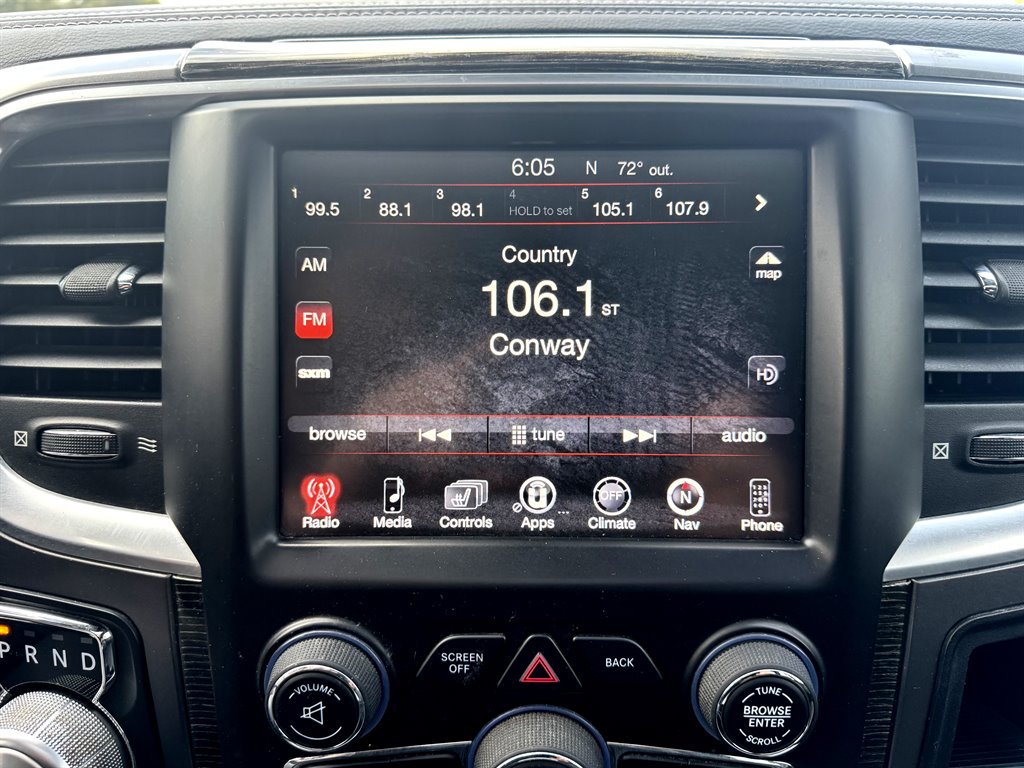 6:05 N 72° out.
1 99.5 2 88.1 3 98.1 4 HOLD to set 5 105.1 6 107.9
AM
FM
sxm
Country
106.1 ST
Conway
map
HD
browse tune audio
Radio Media Controls Apps ... OFF Climate N Nav Phone
P R N D
VOLUME
SCREEN
OFF
BACK
TUNE
BROWSE
ENTER
SCROLL